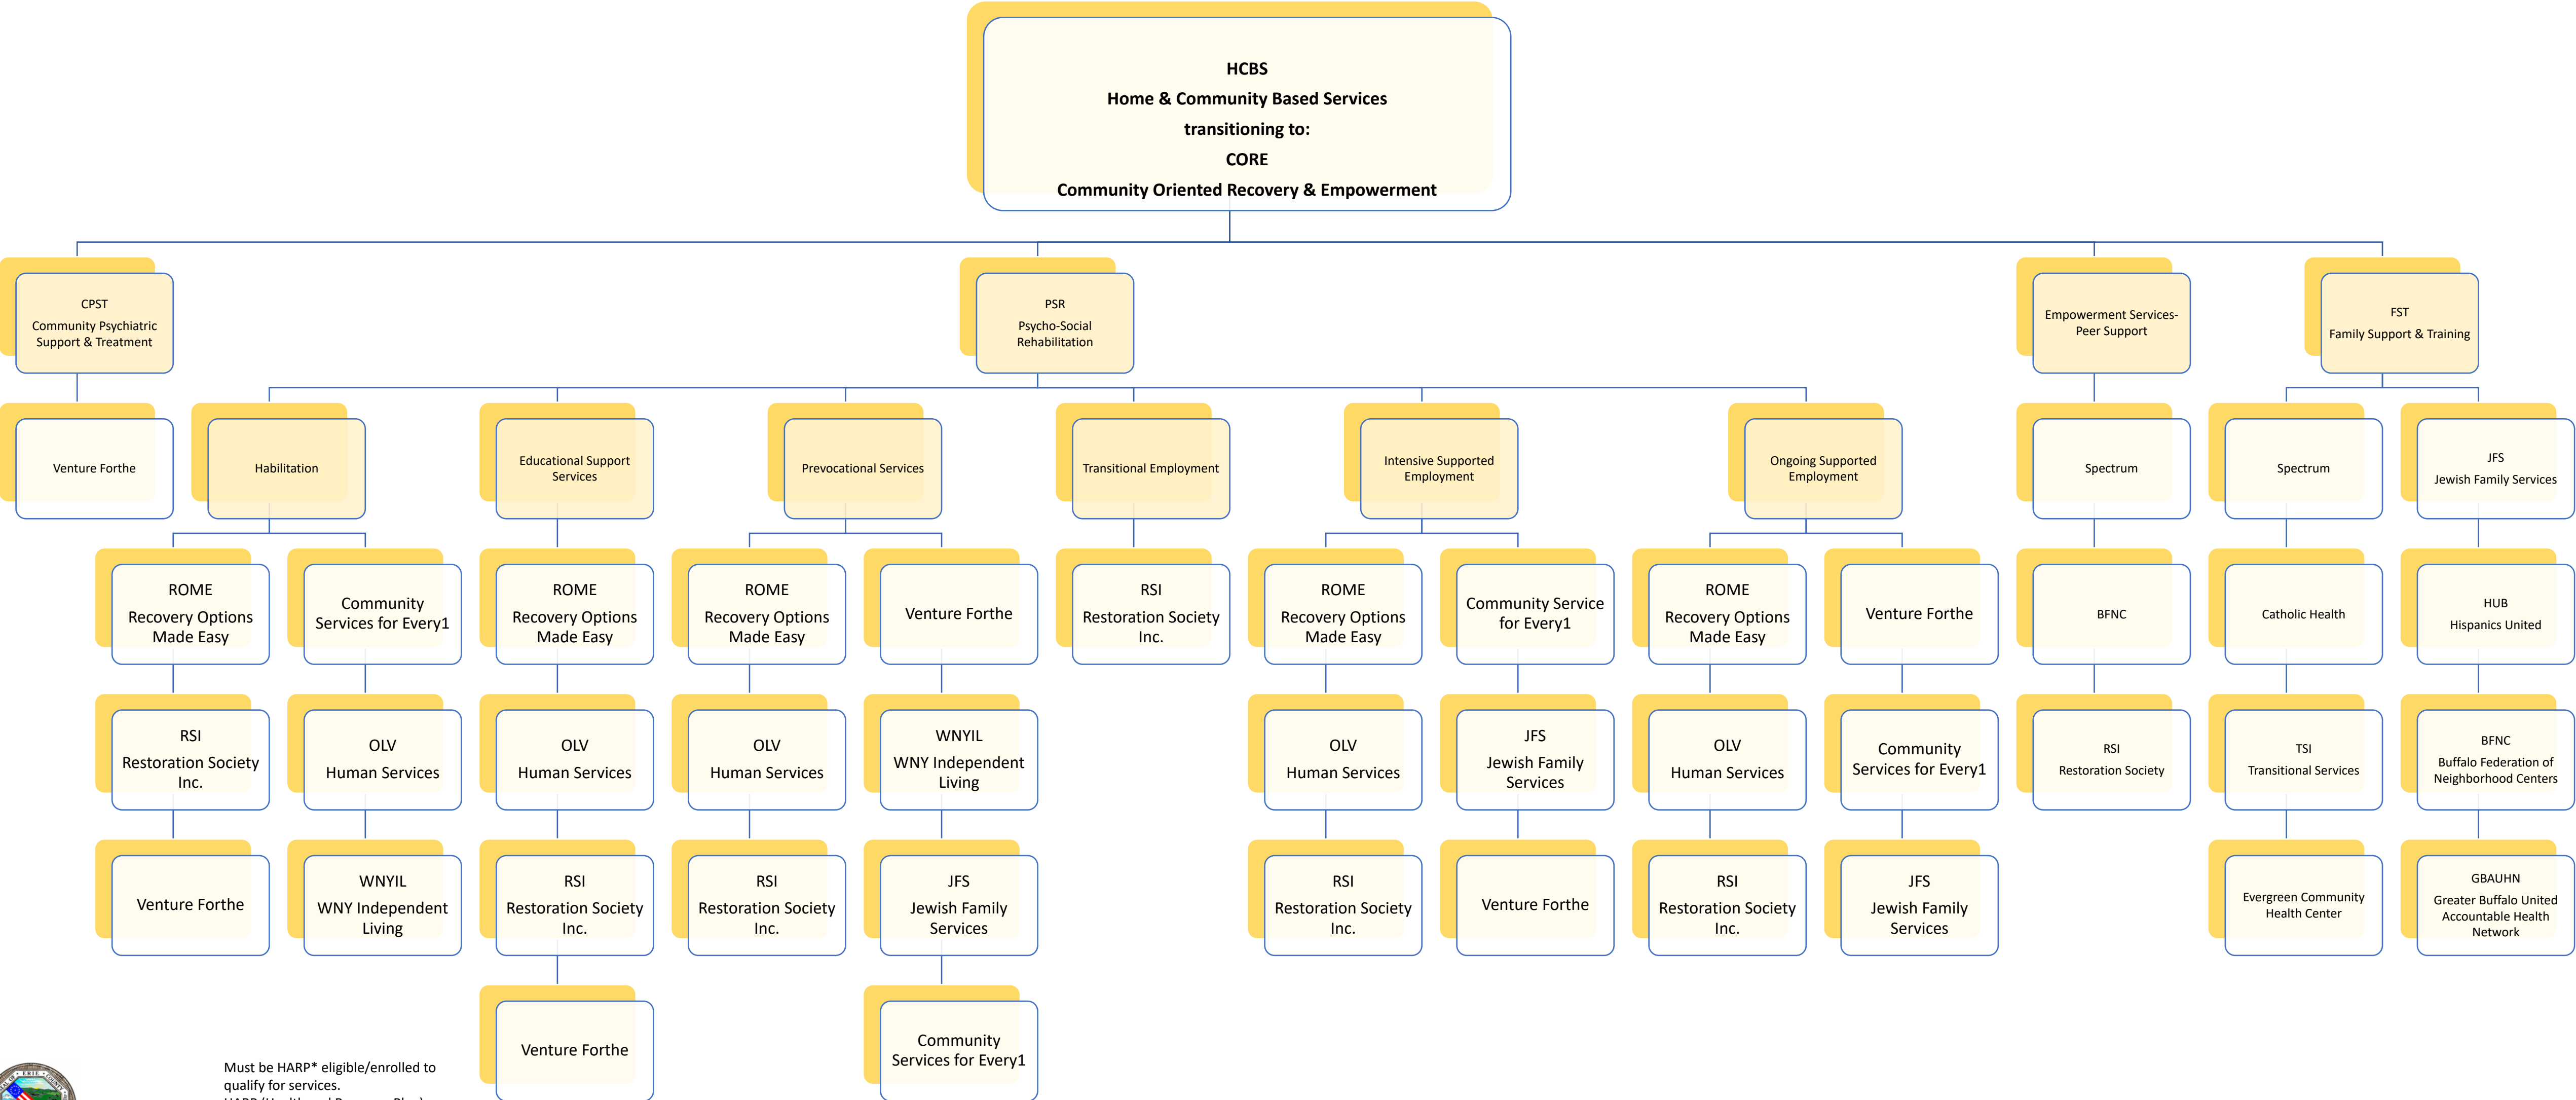 HCBS
Home & Community Based Services
transitioning to:
CORE
Community Oriented Recovery & Empowerment
CPST
Community Psychiatric
Support & Treatment
PSR
Psycho-Social
Rehabilitation
Empowerment Services-
Peer Support
FST
Family Support & Training
Venture Forthe
Habilitation
Educational Support
Services
Prevocational Services
Transitional Employment
Intensive Supported
Employment
Ongoing Supported
Employment
Spectrum
Spectrum
JFS
Jewish Family Services
ROME
Recovery Options
Made Easy
Community
Services for Every1
ROME
Recovery Options
Made Easy
ROME
Recovery Options
Made Easy
Venture Forthe
RSI
Restoration Society
Inc.
ROME
Recovery Options
Made Easy
Community Service
for Every1
ROME
Recovery Options
Made Easy
Venture Forthe
BFNC
Catholic Health
HUB
Hispanics United
RSI
Restoration Society
Inc.
OLV
Human Services
OLV
Human Services
OLV
Human Services
WNYIL
WNY Independent
Living
OLV
Human Services
JFS
Jewish Family
Services
OLV
Human Services
Community
Services for Every1
RSI
Restoration Society
TSI
Transitional Services
BFNC
Buffalo Federation of
Neighborhood Centers
Venture Forthe
WNYIL
WNY Independent
Living
RSI
Restoration Society
Inc.
RSI
Restoration Society
Inc.
JFS
Jewish Family
Services
RSI
Restoration Society
Inc.
Venture Forthe
RSI
Restoration Society
Inc.
JFS
Jewish Family
Services
Evergreen Community
Health Center
GBAUHN
Greater Buffalo United
Accountable Health
Network
Venture Forthe
Community
Services for Every1
Must be HARP* eligible/enrolled to
qualify for services.